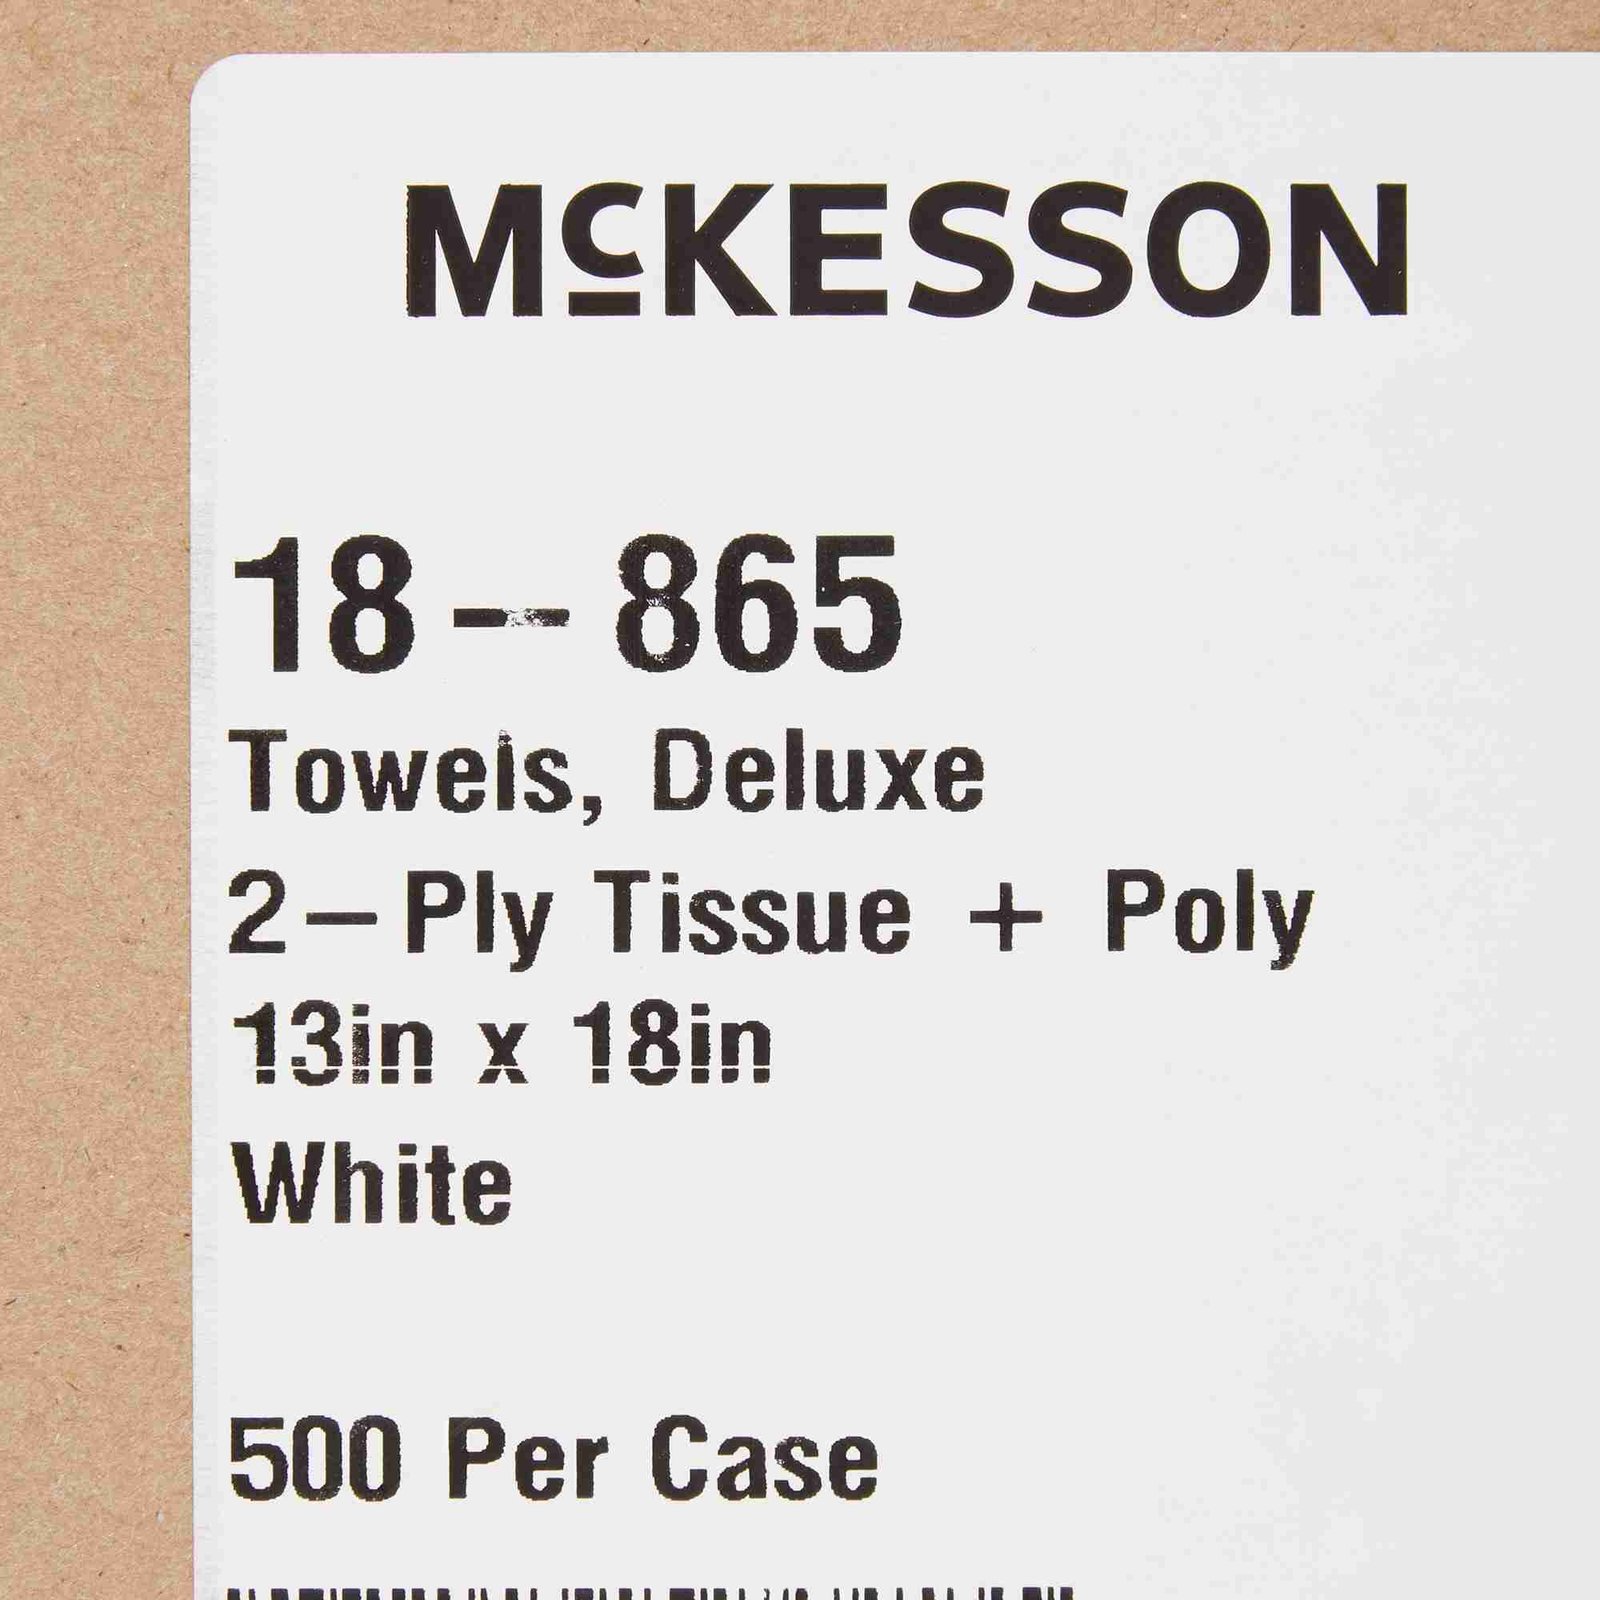 McKESSON
18-865
Towels, Deluxe
2-Ply Tissue + Poly
13in x 18in
White
500 Per Case